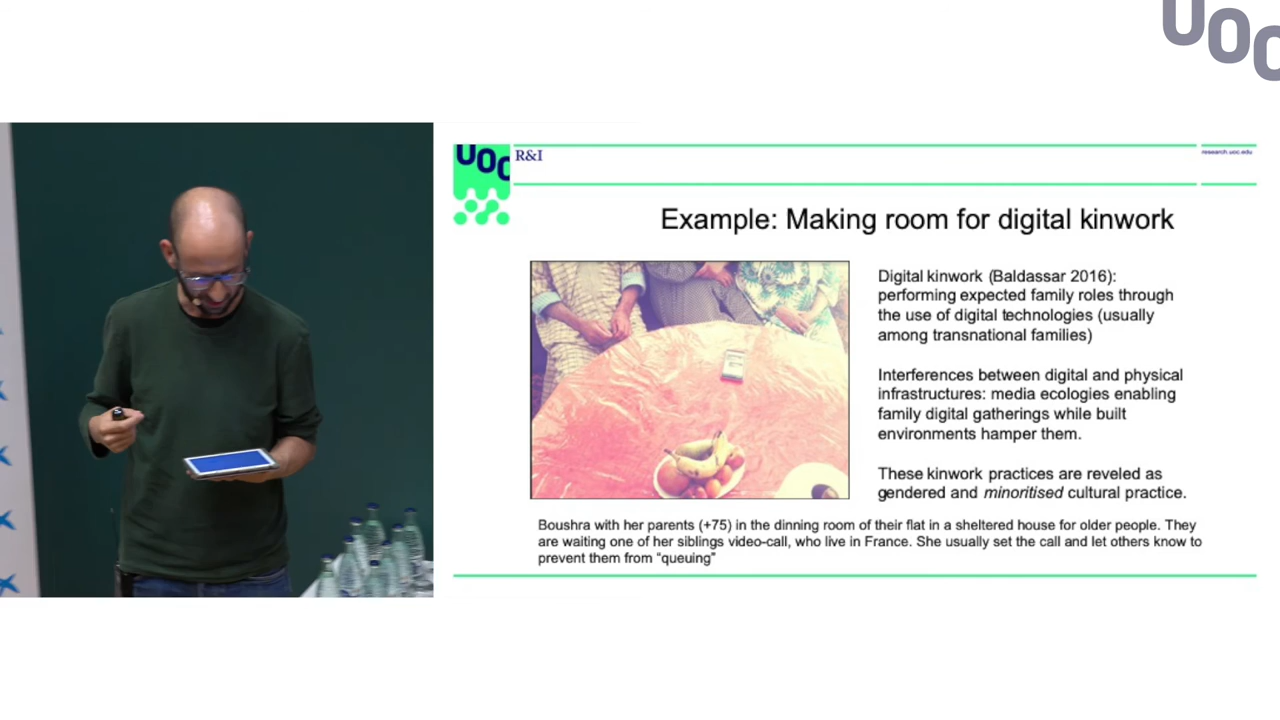 UOC
UOC
R&I
research.uoc.edu
Example: Making room for digital kinwork
Digital kinwork (Baldassar 2016):
performing expected family roles through
the use of digital technologies (usually
among transnational families)
Interferences between digital and physical
infrastructures: media ecologies enabling
family digital gatherings while built
environments hamper them.
These kinwork practices are reveled as
gendered and minoritised cultural practice.
Boushra with her parents (+75) in the dinning room of their flat in a sheltered house for older people. They
are waiting one of her siblings video-call, who live in France. She usually set the call and let others know to
prevent them from “queuing”